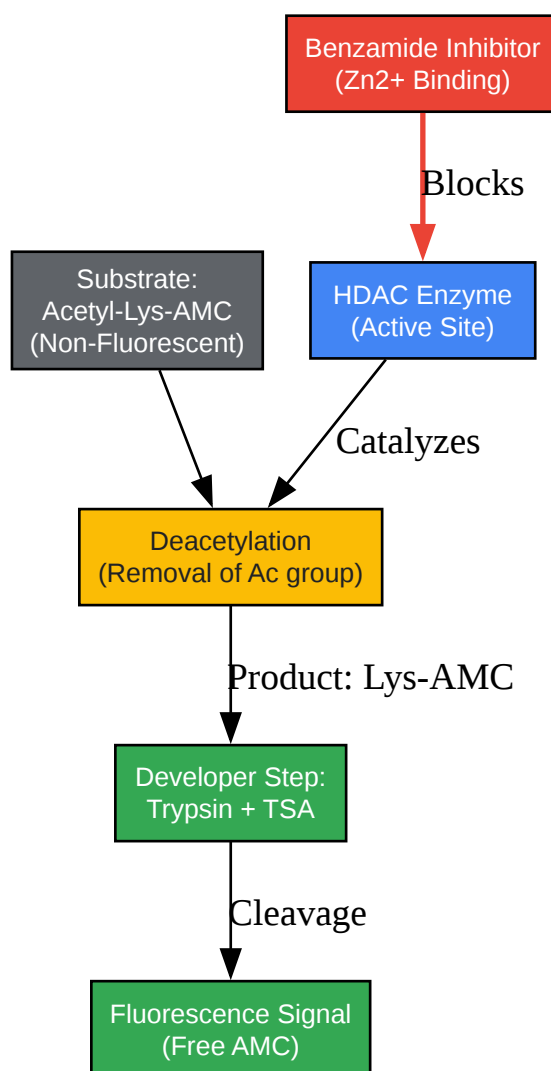 Benzamide Inhibitor
(Zn2+ Binding)
Blocks
Substrate:
Acetyl-Lys-AMC
(Non-Fluorescent)
HDAC Enzyme
(Active Site)
Catalyzes
Deacetylation
(Removal of Ac group)
Product: Lys-AMC
Developer Step:
Trypsin + TSA
Cleavage
Fluorescence Signal
(Free AMC)